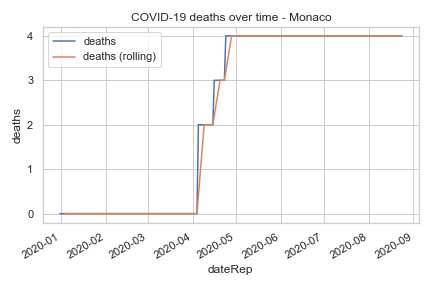 COVID-19 deaths over time - Monaco
deaths
deaths (rolling)
4
3
2
1
0
deaths
2020-01
2020-02
2020-03
2020-04
2020-05
2020-06
2020-07
2020-08
2020-09
dateRep